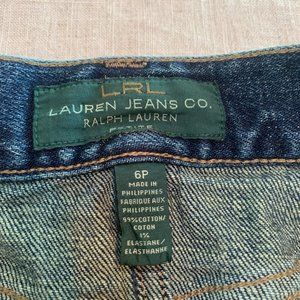 LRL
LAUREN JEANS CO.
RALPH LAUREN
PETITE
6P
MADE IN
PHILIPPINES
FABRIQUE AUX
PHILIPPINES
99% COTTON/
COTON
1%
ELASTANE/
ELASTHANNE